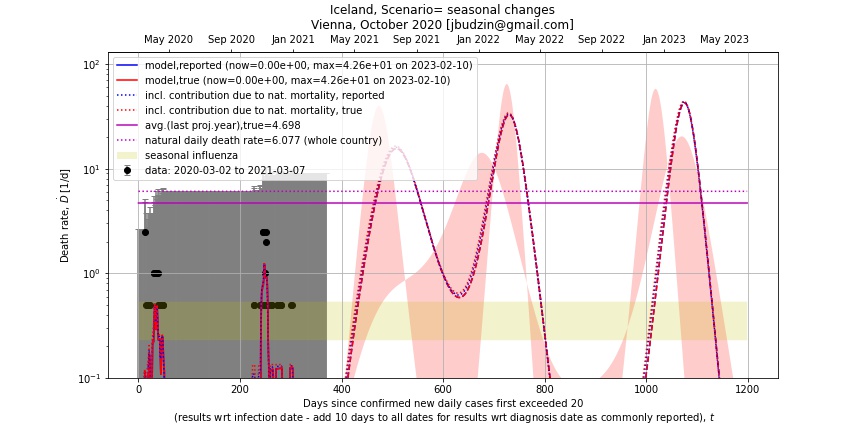 Iceland, Scenario= seasonal changes
Vienna, October 2020 [jbudzin@gmail.com]
May 2020 Sep 2020 Jan 2021 May 2021 Sep 2021 Jan 2022 May 2022 Sep 2022 Jan 2023 May 2023
model,reported (now=0.00e+00, max=4.26e+01 on 2023-02-10)
model,true (now=0.00e+00, max=4.26e+01 on 2023-02-10)
incl. contribution due to nat. mortality, reported
incl. contribution due to nat. mortality, true
avg.(last proj.year),true=4.698
natural daily death rate=6.077 (whole country)
seasonal influenza
data: 2020-03-02 to 2021-03-07
Death rate, Ḋ [1/d]
10²
10¹
10⁰
10⁻¹
0 200 400 600 800 1000 1200
Days since confirmed new daily cases first exceeded 20
(results wrt infection date - add 10 days to all dates for results wrt diagnosis date as commonly reported), t